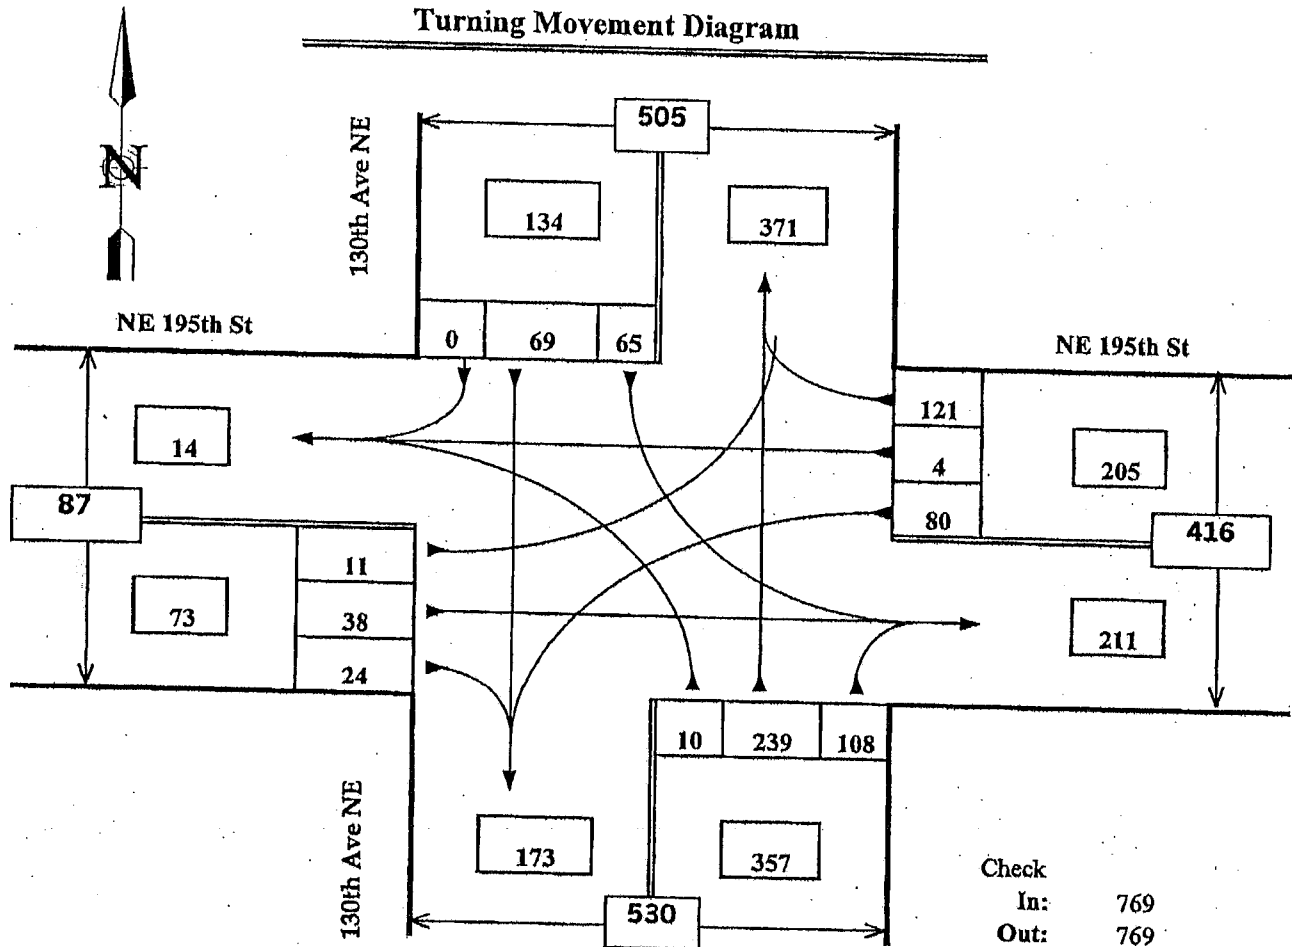 Turning Movement Diagram
N
130th Ave NE
505
134
371
0 69 65
NE 195th St
NE 195th St
121
4
80
205
14
87
416
11
38
24
73
211
10 239 108
130th Ave NE
173
357
530
Check
In: 769
Out: 769